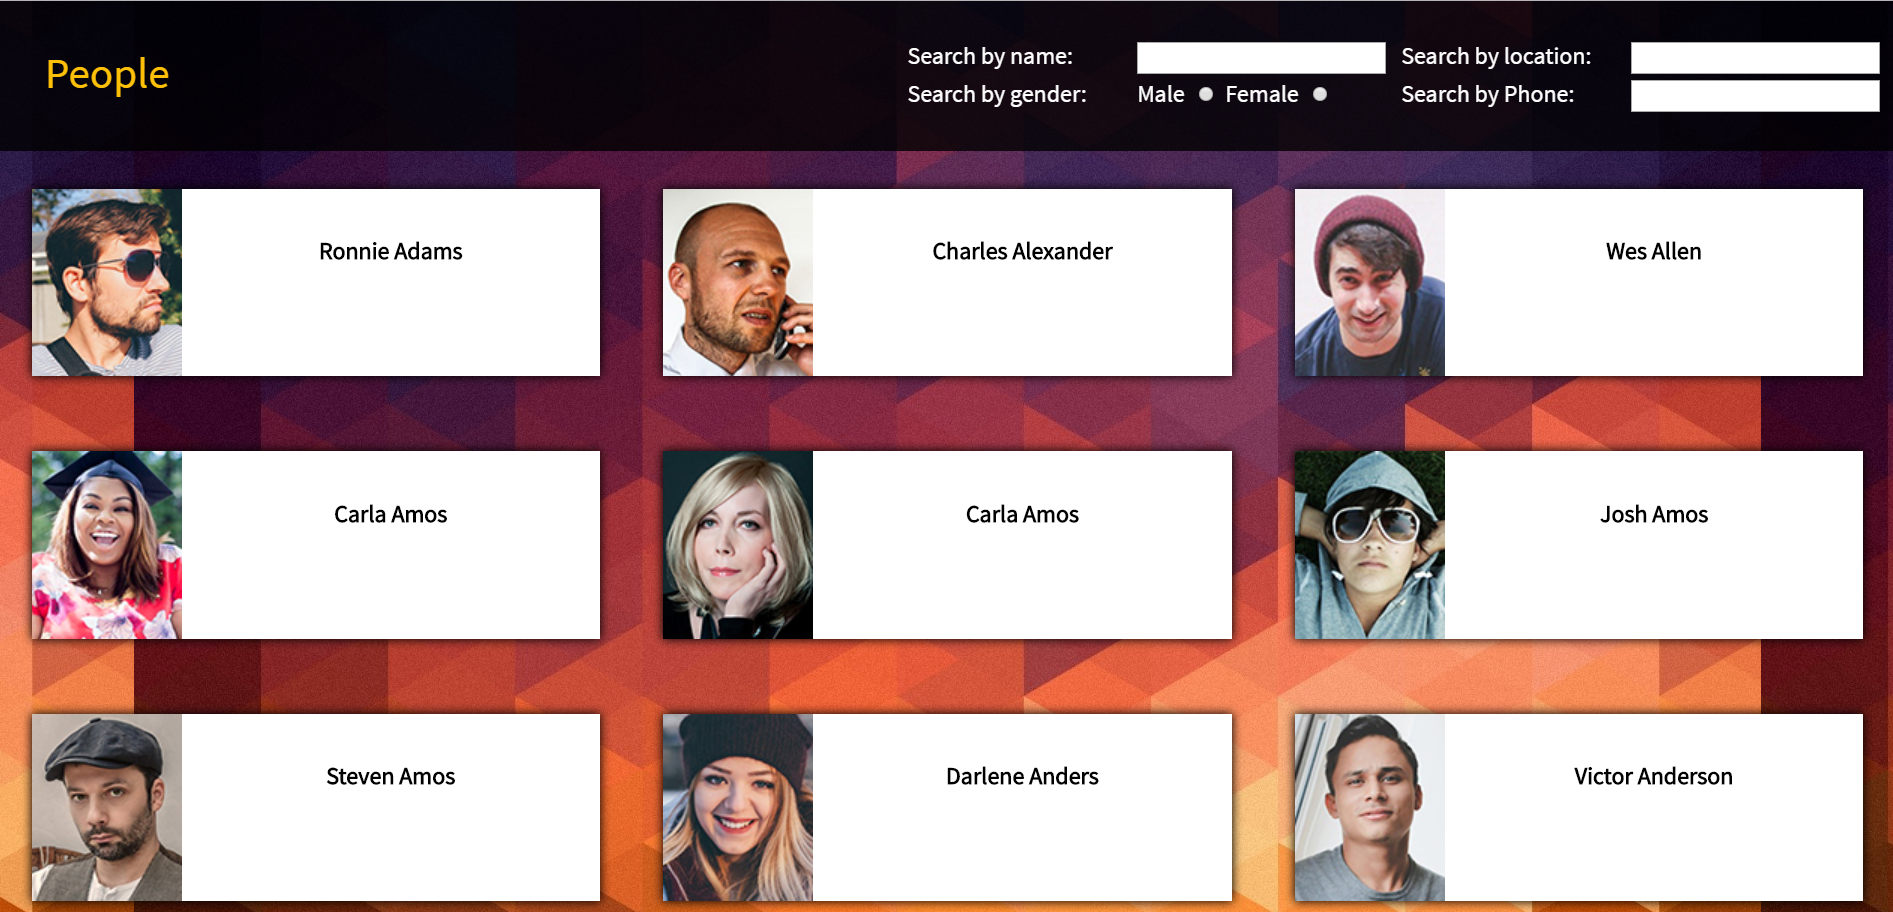 People
Search by name:
Search by location:
Search by gender: Male Female
Search by Phone:
Ronnie Adams
Charles Alexander
Wes Allen
Carla Amos
Carla Amos
Josh Amos
Steven Amos
Darlene Anders
Victor Anderson